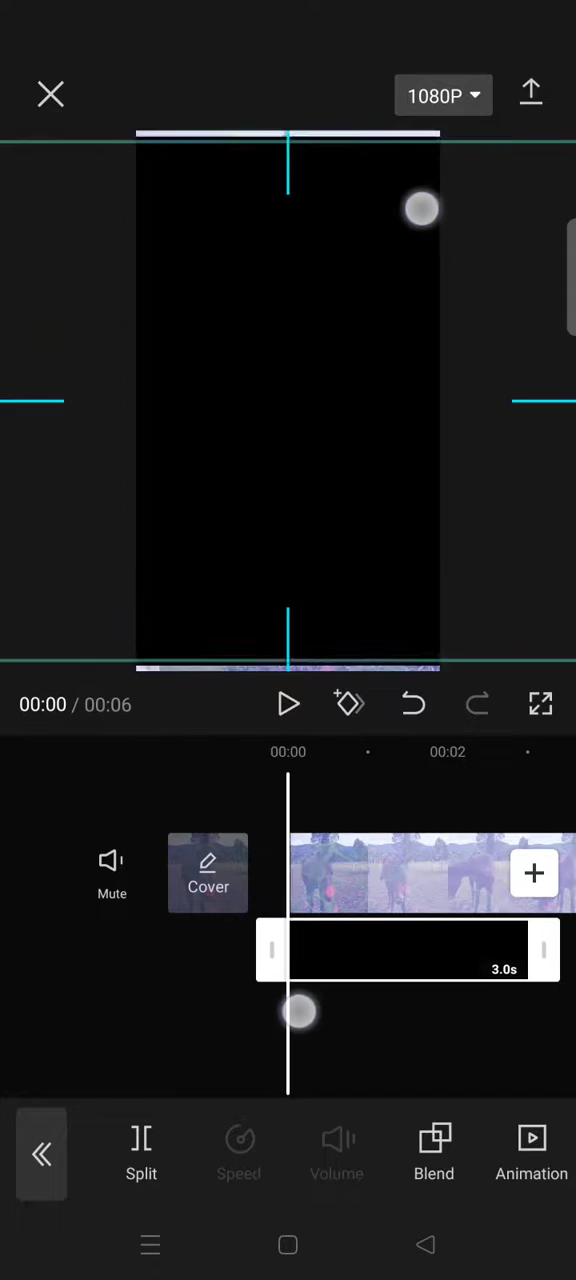 1080P
00:00 / 00:06
00:00 00:02
Mute
Cover
3.0s
Split Speed Volume Blend Animation